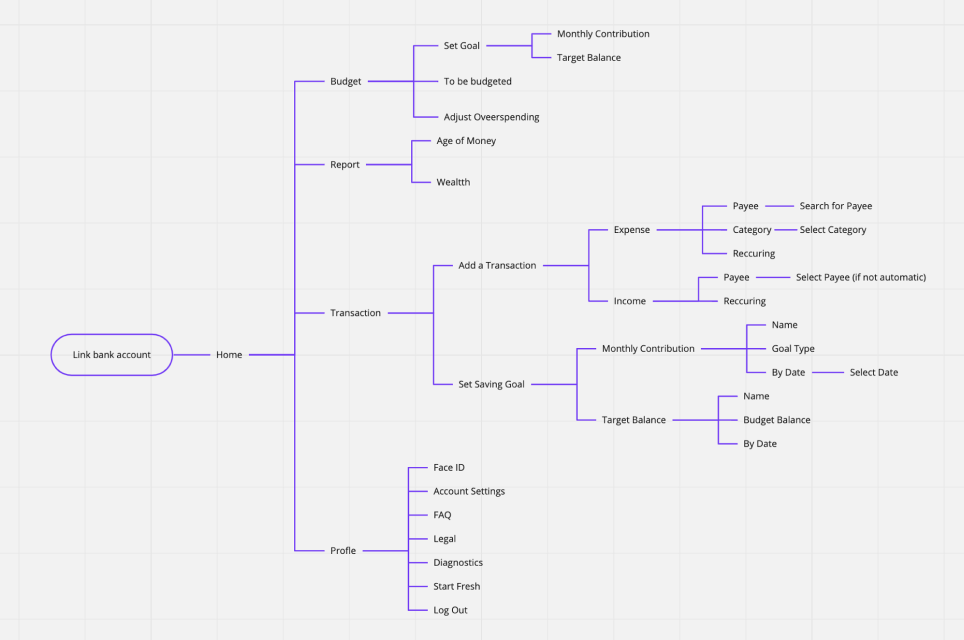 Monthly Contribution
Set Goal
Target Balance
Budget
To be budgeted
Adjust Oveerspending
Age of Money
Report
Wealtth
Payee
Search for Payee
Expense
Category
Select Category
Reccuring
Add a Transaction
Payee
Select Payee (if not automatic)
Income
Reccuring
Transaction
Name
Monthly Contribution
Goal Type
Link bank account
Home
By Date
Select Date
Set Saving Goal
Name
Target Balance
Budget Balance
By Date
Face ID
Account Settings
FAQ
Legal
Profle
Diagnostics
Start Fresh
Log Out